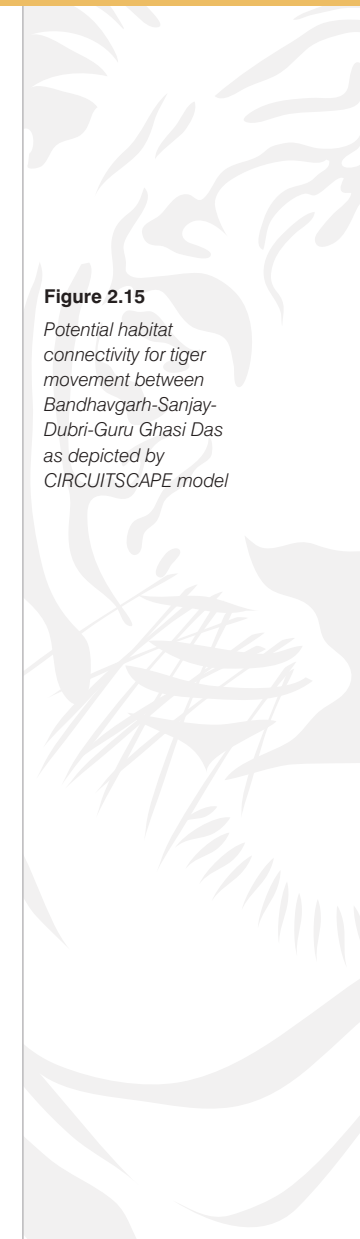 Figure 2.15
Potential habitat
connectivity for tiger
movement between
Bandhavgarh-Sanjay-
Dubri-Guru Ghasi Das
as depicted by
CIRCUITSCAPE model